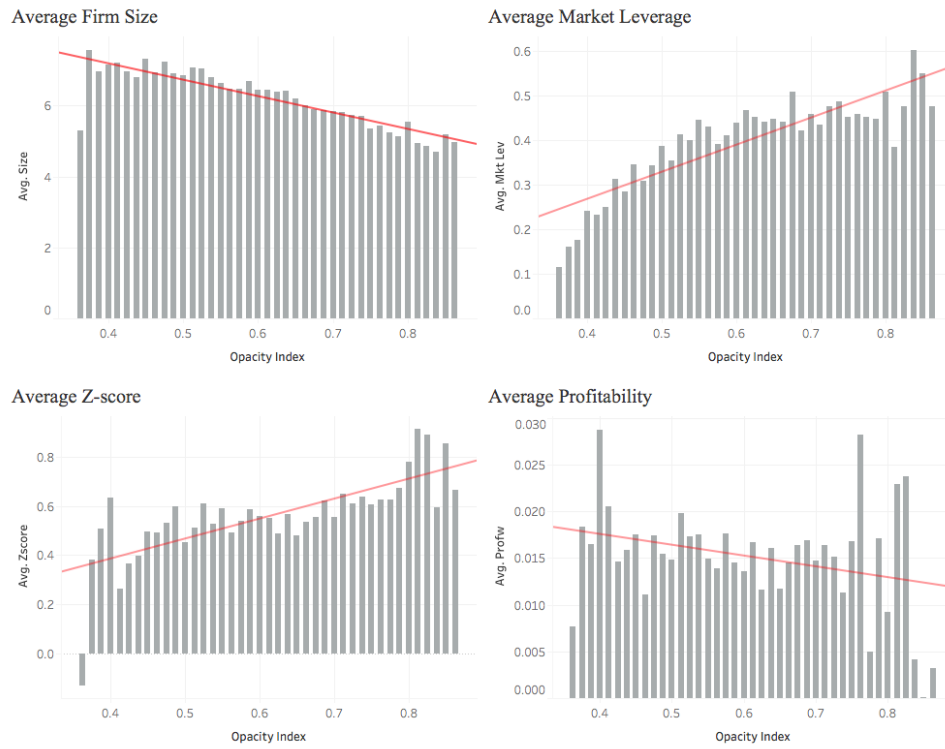 Average Firm Size
Avg. Size
6
4
2
0
0.4 0.5 0.6 0.7 0.8
Opacity Index
Average Market Leverage
Avg. Mkt Lev
0.6
0.5
0.4
0.3
0.2
0.1
0.0
0.4 0.5 0.6 0.7 0.8
Opacity Index
Average Z-score
Avg. Zscore
0.8
0.6
0.4
0.2
0.0
0.4 0.5 0.6 0.7 0.8
Opacity Index
Average Profitability
Avg. Profw
0.030
0.025
0.020
0.015
0.010
0.005
0.000
0.4 0.5 0.6 0.7 0.8
Opacity Index